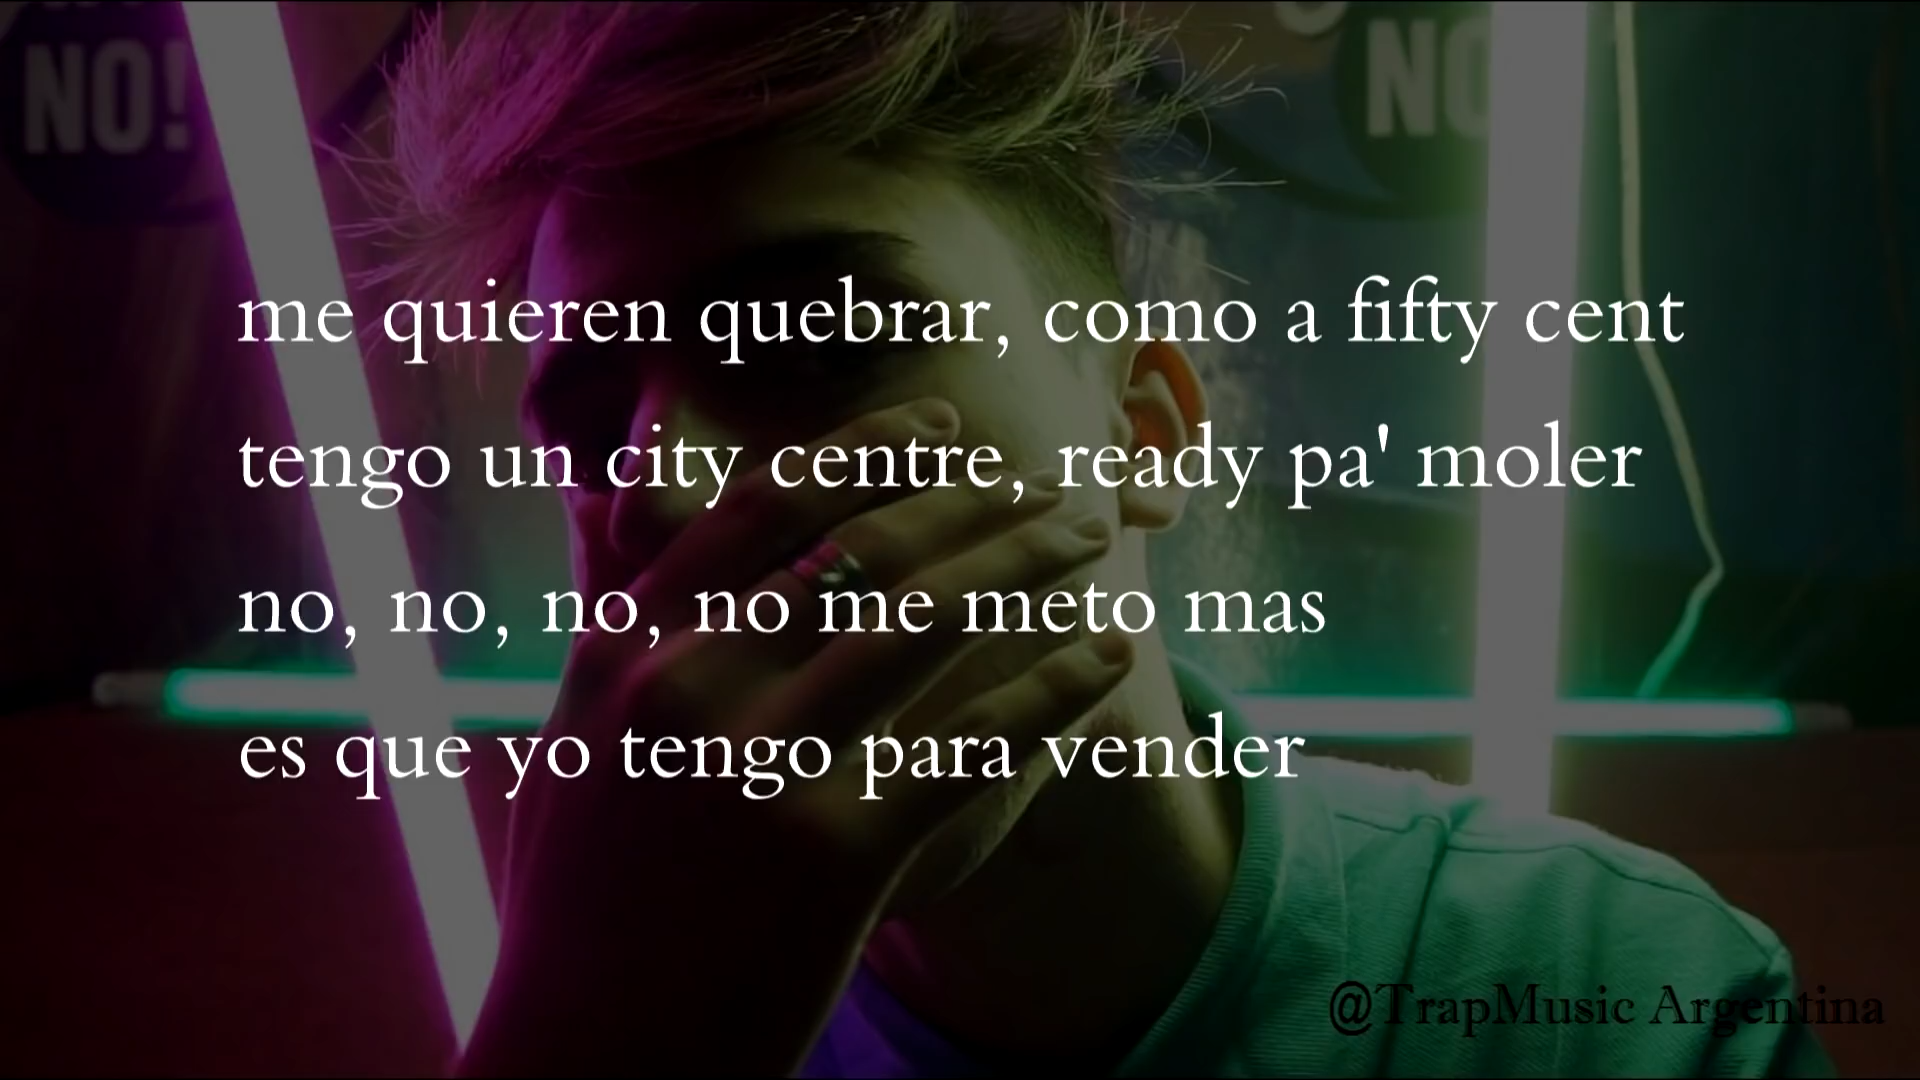 NO!
NO
me quieren quebrar, como a fifty cent
tengo un city centre, ready pa' moler
no, no, no, no me meto mas
es que yo tengo para vender
@TrapMusic Argentina